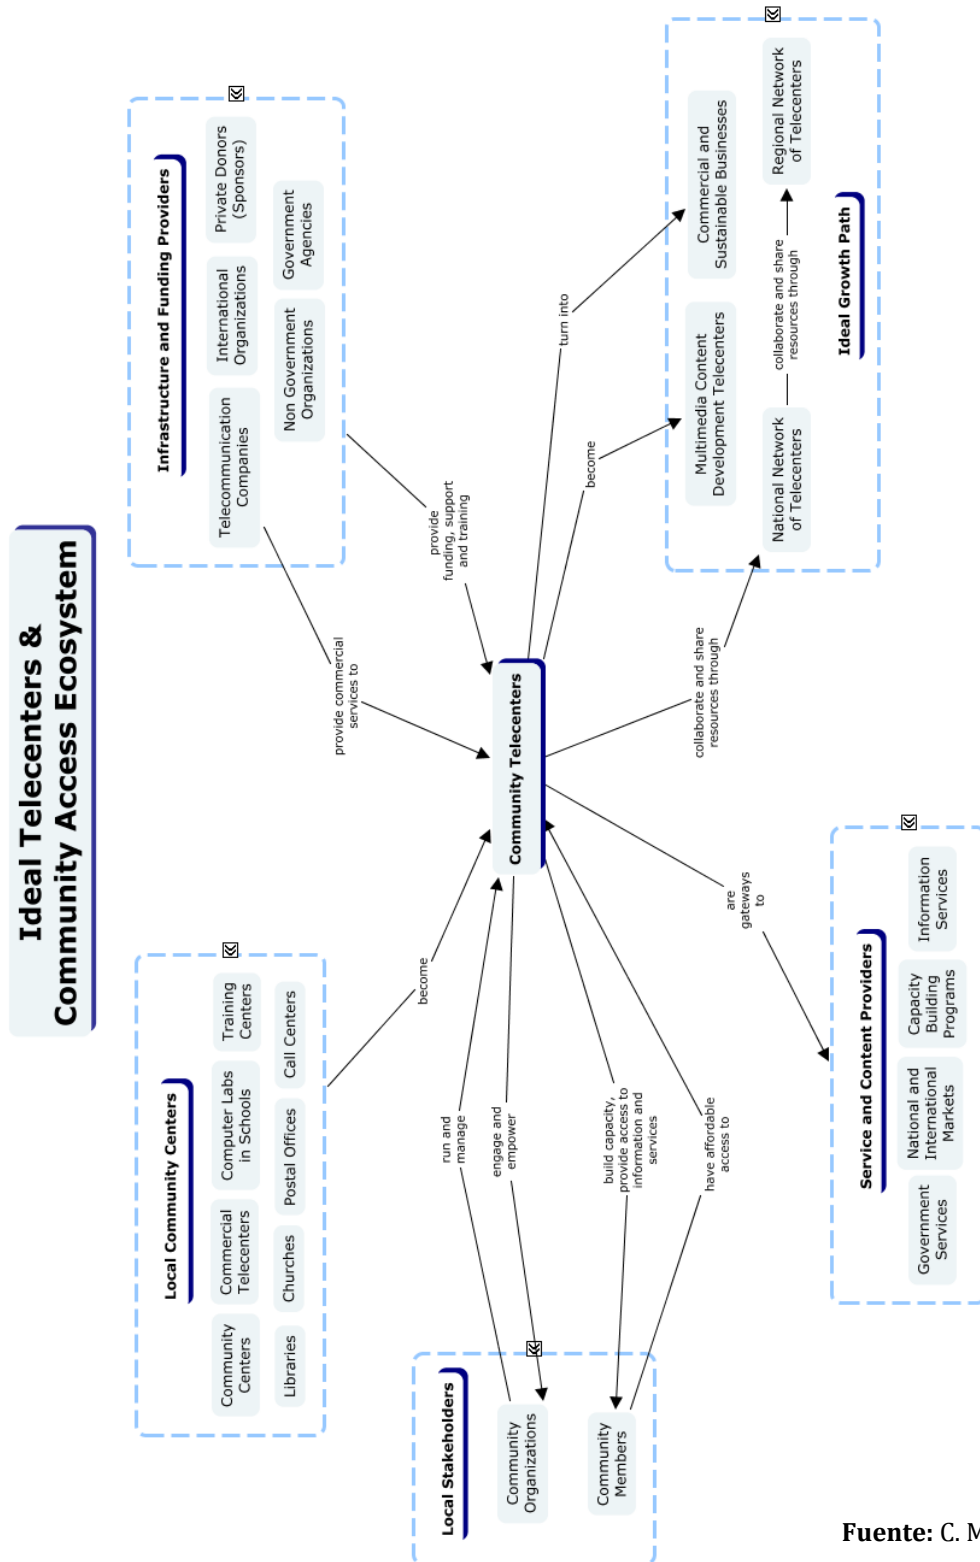 Ideal Telecenters &
Community Access Ecosystem
Local Community Centers
Community
Centers
Commercial
Telecenters
Computer Labs
in Schools
Training
Centers
Libraries
Churches
Postal Offices
Call Centers
Infrastructure and Funding Providers
Telecommunication
Companies
International
Organizations
Private Donors
(Sponsors)
Non Government
Organizations
Government
Agencies
become
provide commercial
services to
provide
funding, support
and training
Local Stakeholders
Community
Organizations
Community
Members
run and
manage
engage and
empower
build capacity,
provide access to
information and
services
have affordable
access to
Community Telecenters
turn into
become
collaborate and share
resources through
are
gateways
to
Multimedia Content
Development Telecenters
Commercial and
Sustainable Businesses
National Network
of Telecenters
collaborate and share
resources through
Regional Network
of Telecenters
Ideal Growth Path
Service and Content Providers
Government
Services
National and
International
Markets
Capacity
Building
Programs
Information
Services
Fuente: C. M